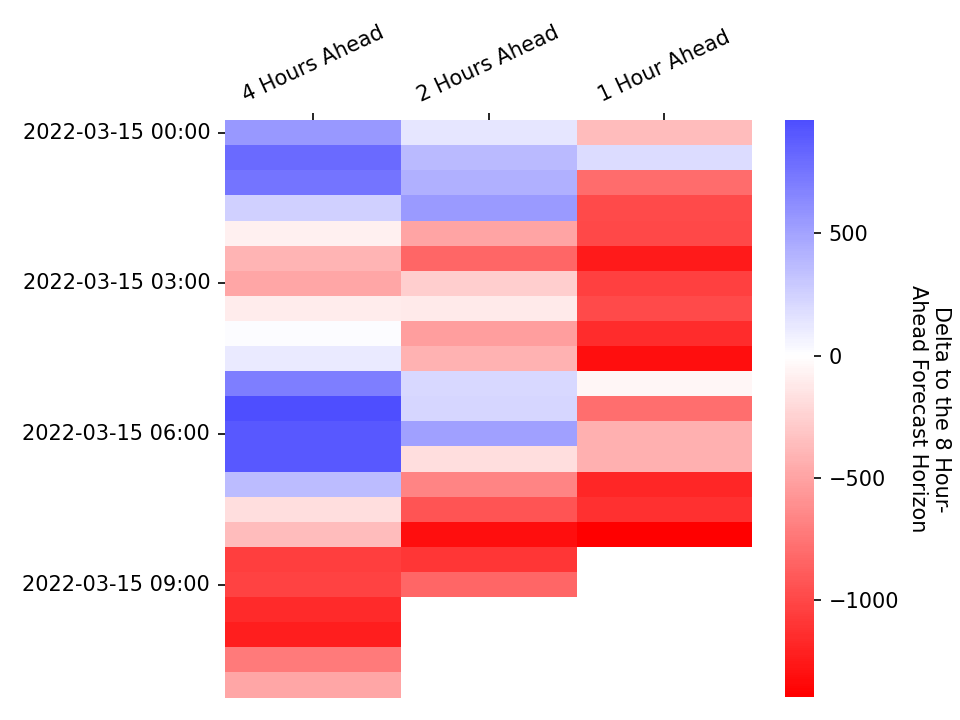 4 Hours Ahead
2 Hours Ahead
1 Hour Ahead
2022-03-15 00:00
2022-03-15 03:00
2022-03-15 06:00
2022-03-15 09:00
500
0
−500
−1000
Delta to the 8 Hour-
Ahead Forecast Horizon